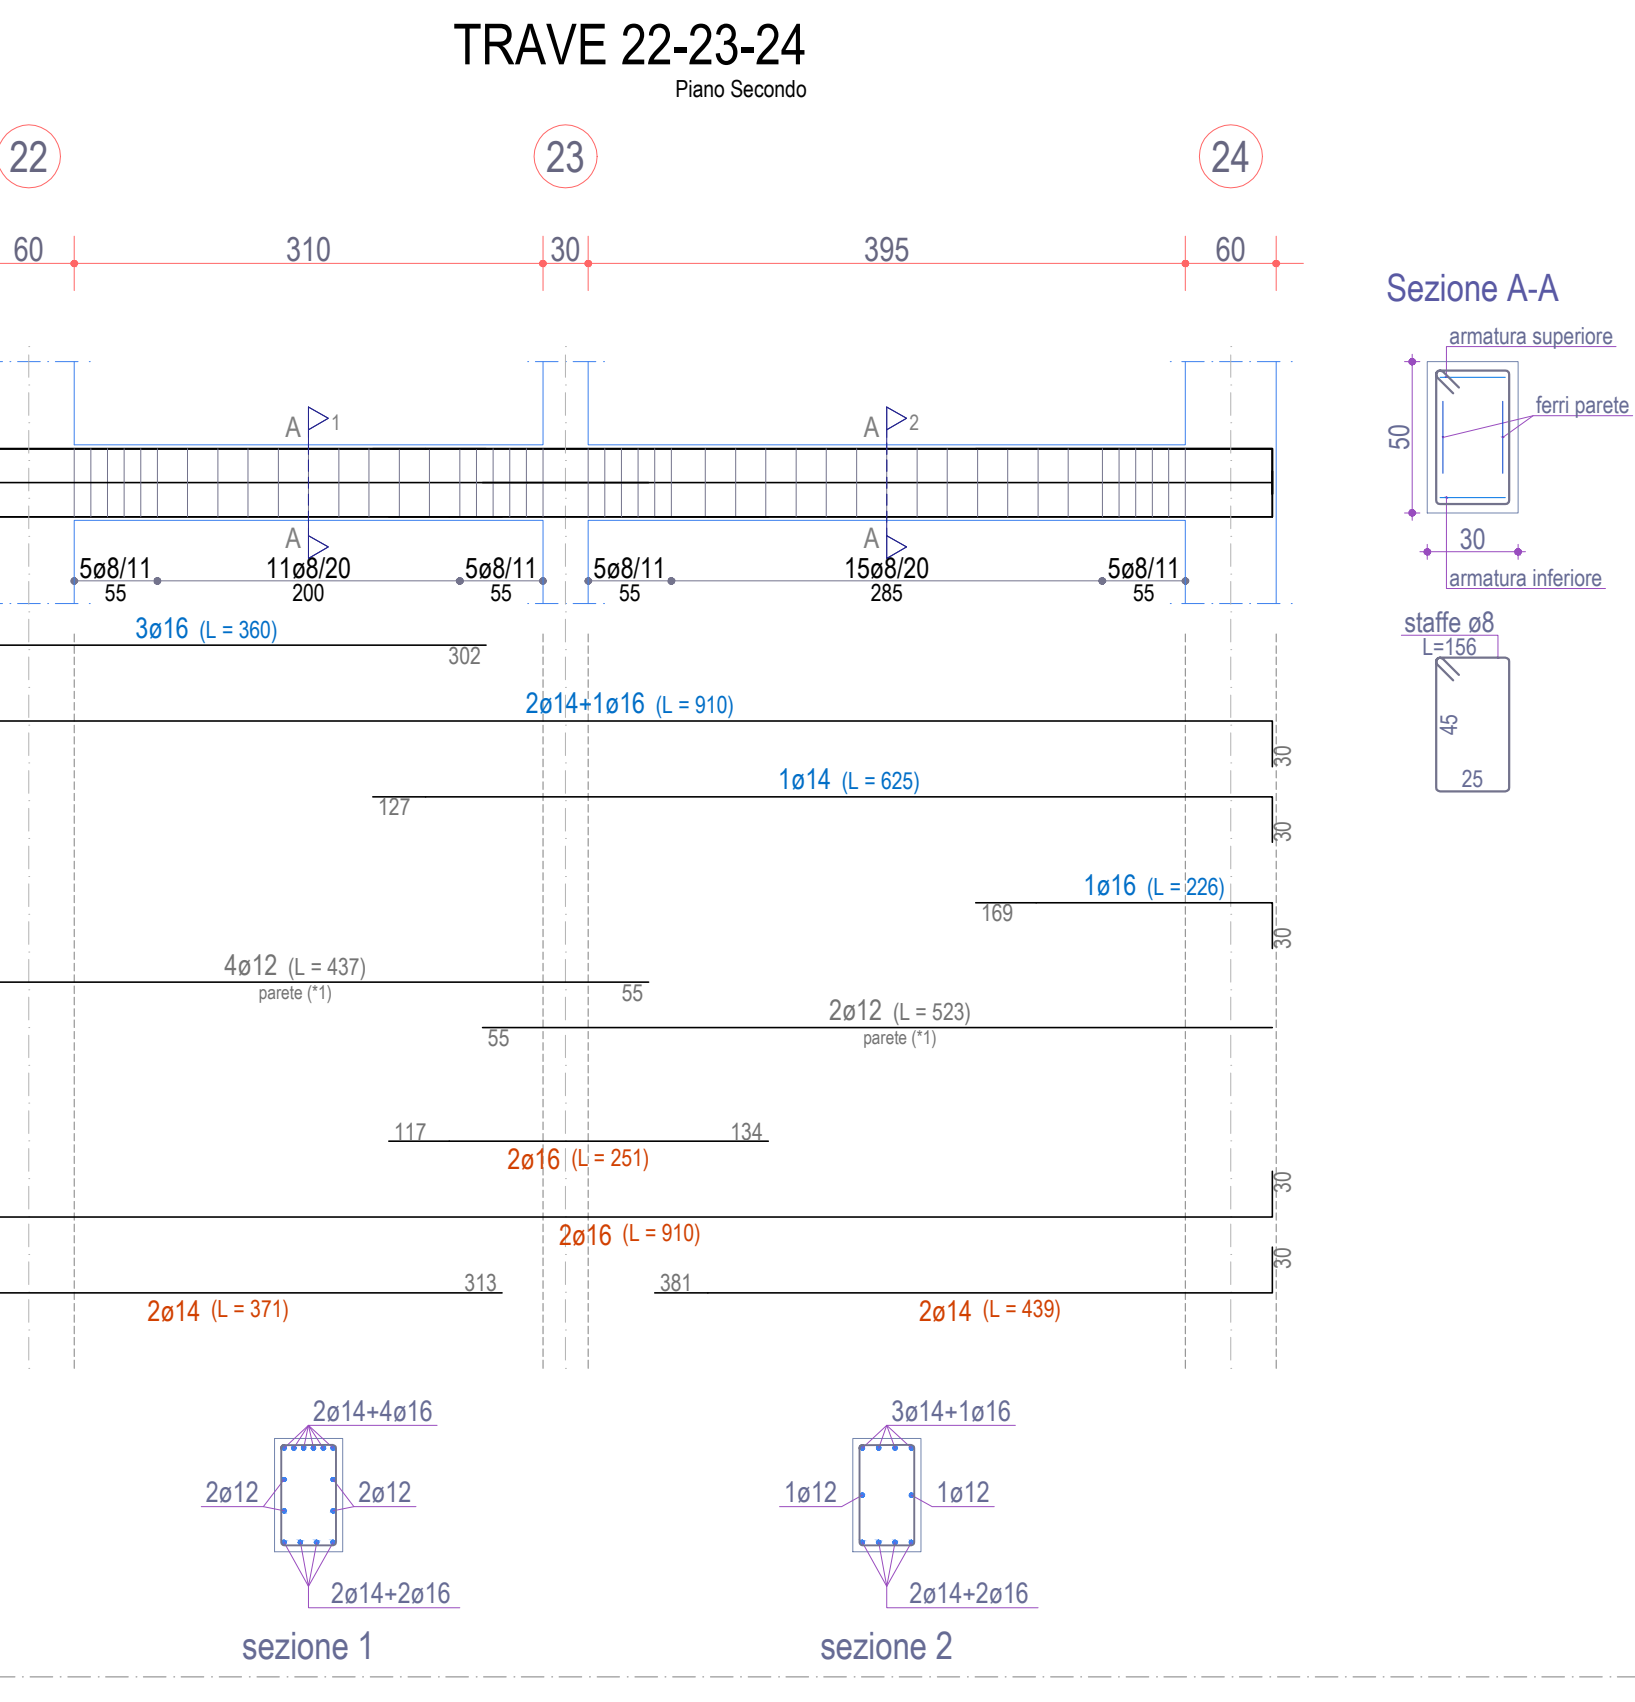 TRAVE 22-23-24
Piano Secondo
22
23
24
60
310
30
395
60
Sezione A-A
armatura superiore
ferri parete
50
30
armatura inferiore
A
1
A
2
A
A
5ø8/11
11ø8/20
5ø8/11
5ø8/11
15ø8/20
5ø8/11
55
200
55
55
285
55
staffe ø8
L=156
45
25
3ø16 (L = 360)
302
2ø14+1ø16 (L = 910)
30
1ø14 (L = 625)
127
30
1ø16 (L = 226)
169
30
4ø12 (L = 437)
parete (*1)
55
2ø12 (L = 523)
55
parete (*1)
117
134
2ø16 (L = 251)
30
2ø16 (L = 910)
30
313
381
2ø14 (L = 371)
2ø14 (L = 439)
2ø14+4ø16
3ø14+1ø16
2ø12
2ø12
1ø12
1ø12
2ø14+2ø16
2ø14+2ø16
sezione 1
sezione 2